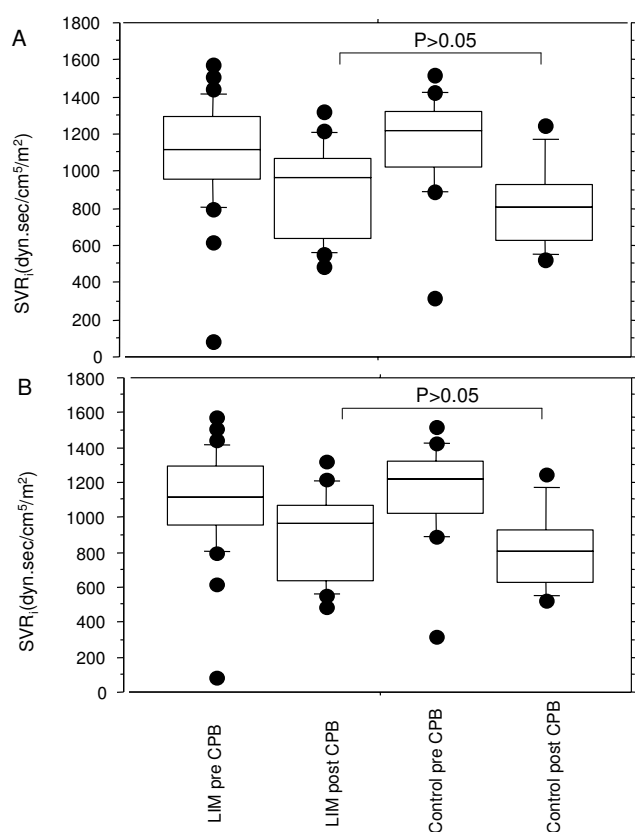 A
P>0.05
SVRi(dyn.sec/cm⁵/m²)
1800
1600
1400
1200
1000
800
600
400
200
0
B
P>0.05
SVRi(dyn.sec/cm⁵/m²)
1800
1600
1400
1200
1000
800
600
400
200
0
LIM pre CPB
LIM post CPB
Control pre CPB
Control post CPB